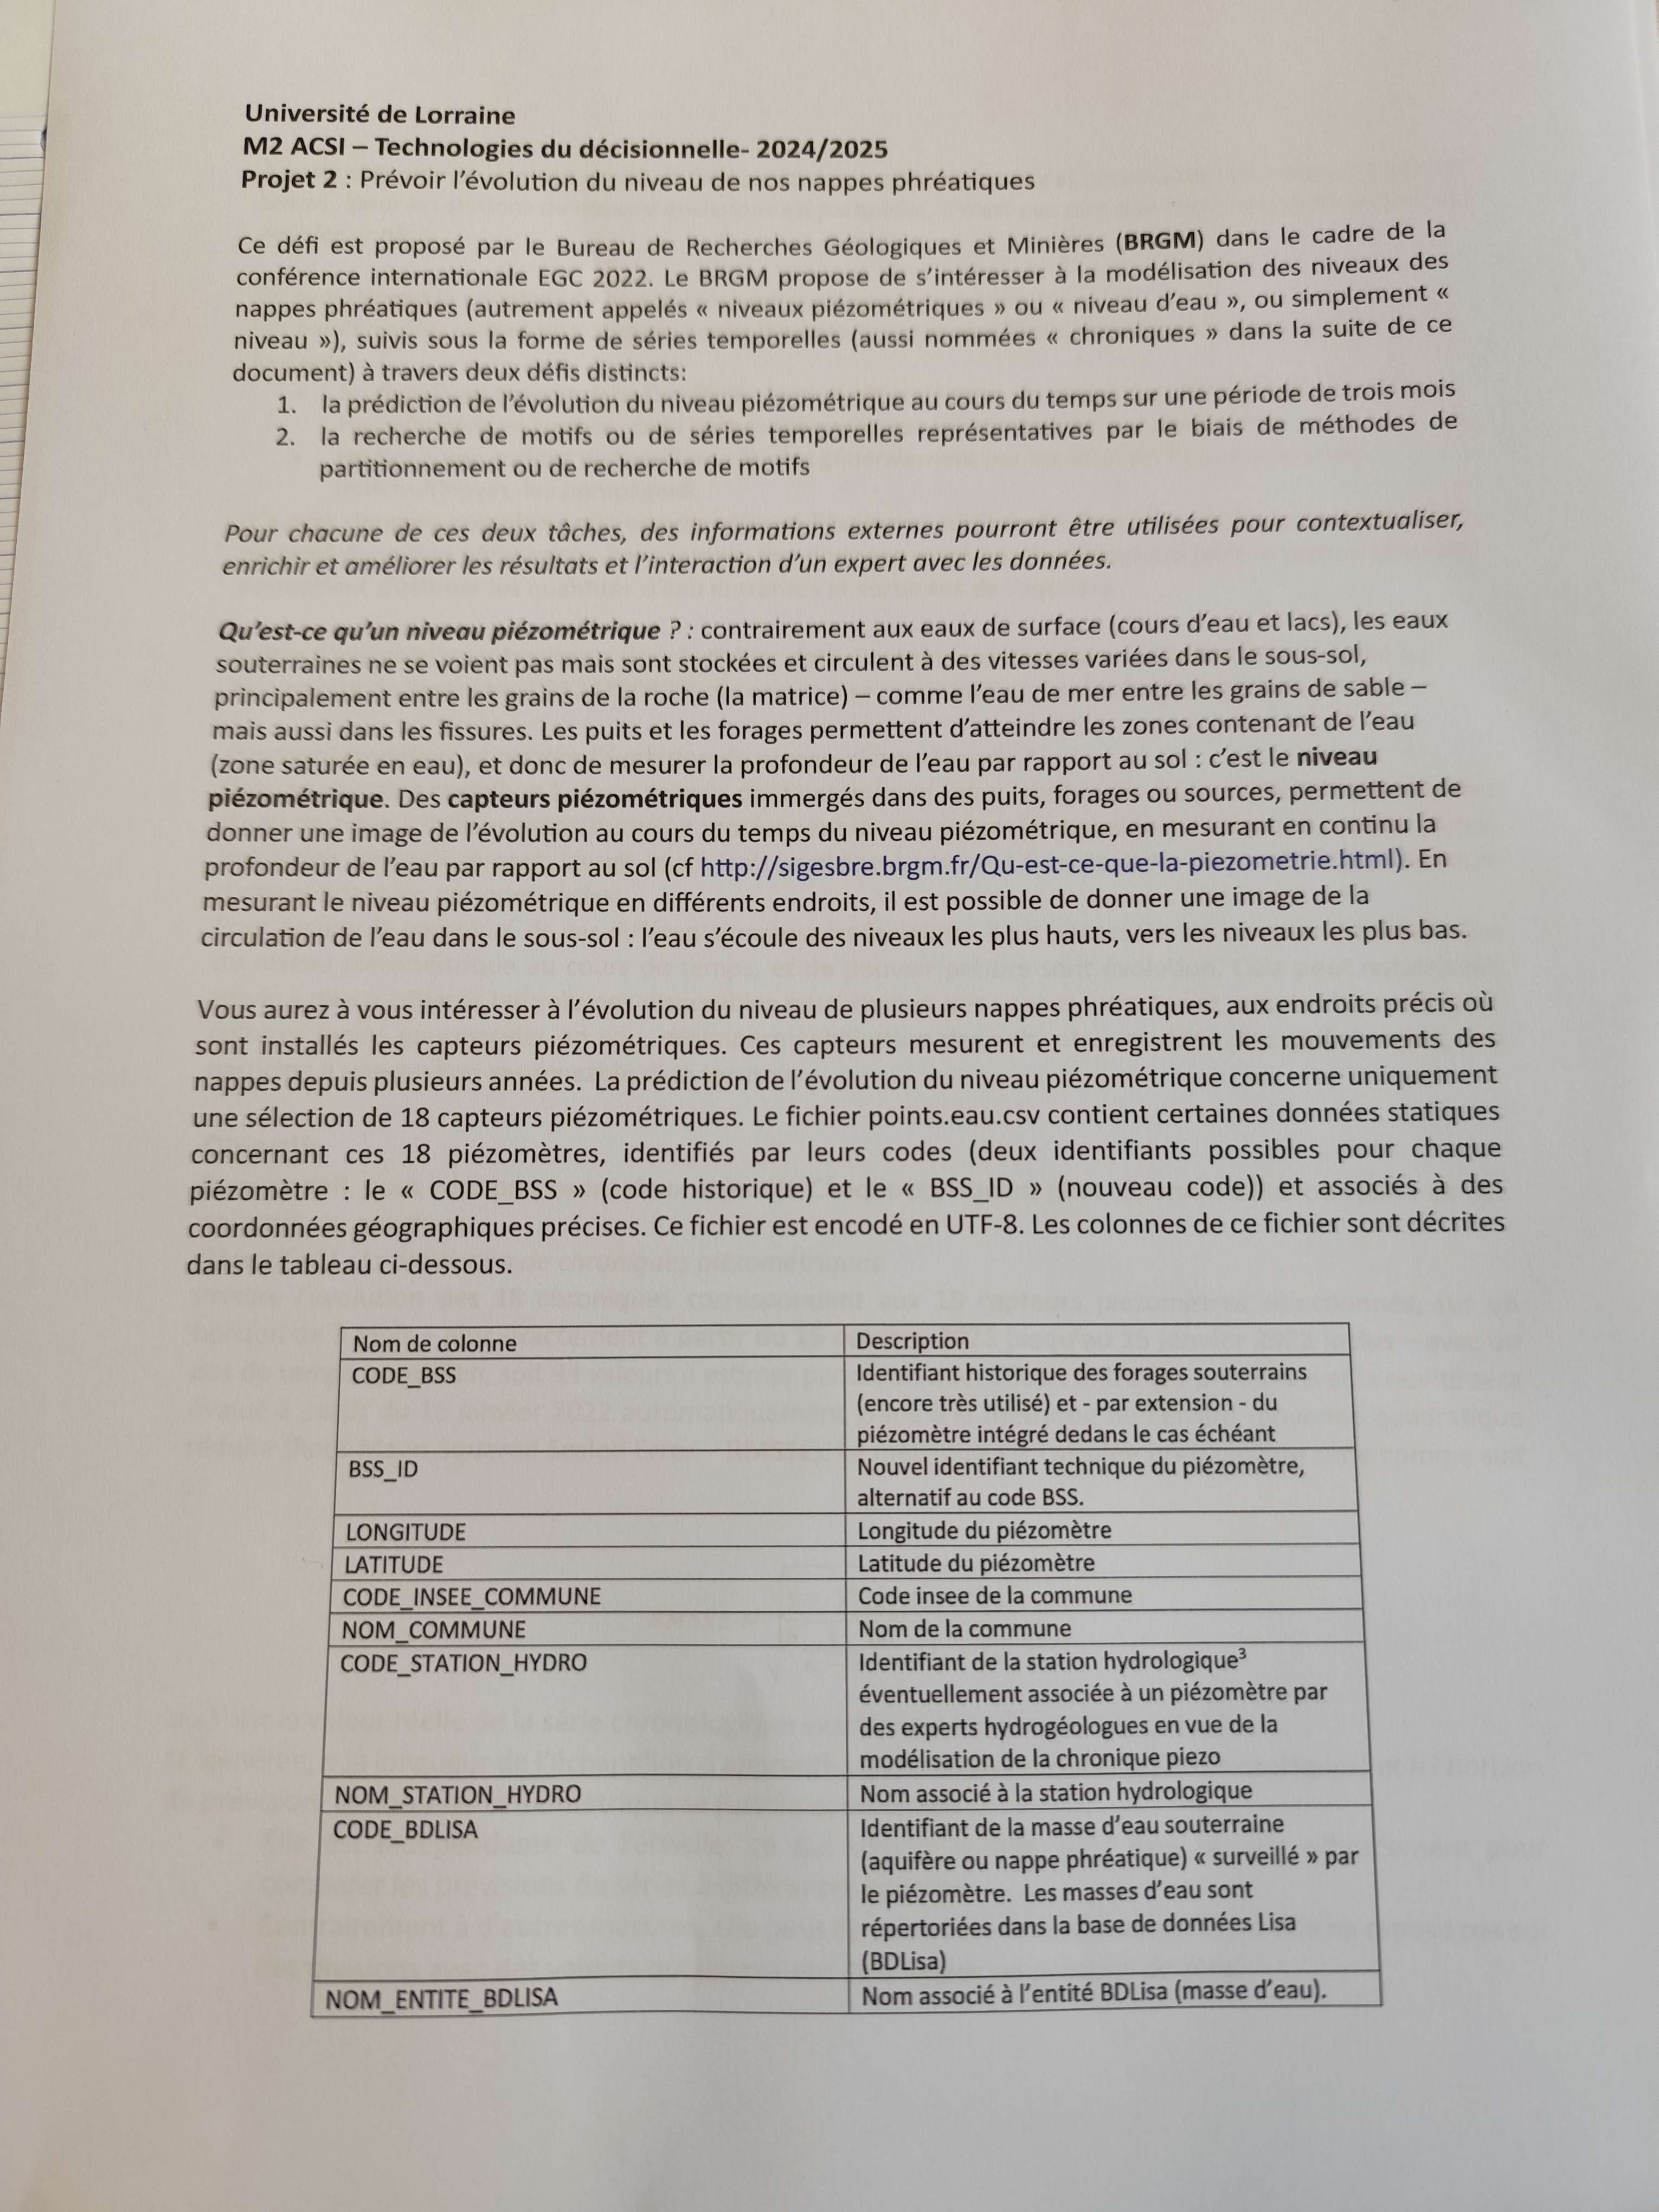 Université de Lorraine
M2 ACSI – Technologies du décisionnelle- 2024/2025
Projet 2 : Prévoir l'évolution du niveau de nos nappes phréatiques
Ce défi est proposé par le Bureau de Recherches Géologiques et Minières (BRGM) dans le cadre de la
conférence internationale EGC 2022. Le BRGM propose de s'intéresser à la modélisation des niveaux des
nappes phréatiques (autrement appelés « niveaux piézométriques » ou « niveau d'eau », ou simplement «
niveau »), suivis sous la forme de séries temporelles (aussi nommées « chroniques » dans la suite de ce
document) à travers deux défis distincts:
1. la prédiction de l'évolution du niveau piézométrique au cours du temps sur une période de trois mois
2. la recherche de motifs ou de séries temporelles représentatives par le biais de méthodes de
partitionnement ou de recherche de motifs
Pour chacune de ces deux tâches, des informations externes pourront être utilisées pour contextualiser,
enrichir et améliorer les résultats et l'interaction d'un expert avec les données.
Qu'est-ce qu'un niveau piézométrique ? : contrairement aux eaux de surface (cours d'eau et lacs), les eaux
souterraines ne se voient pas mais sont stockées et circulent à des vitesses variées dans le sous-sol,
principalement entre les grains de la roche (la matrice) – comme l'eau de mer entre les grains de sable –
mais aussi dans les fissures. Les puits et les forages permettent d'atteindre les zones contenant de l'eau
(zone saturée en eau), et donc de mesurer la profondeur de l'eau par rapport au sol : c'est le niveau
piézométrique. Des capteurs piézométriques immergés dans des puits, forages ou sources, permettent de
donner une image de l'évolution au cours du temps du niveau piézométrique, en mesurant en continu la
profondeur de l'eau par rapport au sol (cf http://sigesbre.brgm.fr/Qu-est-ce-que-la-piezometrie.html). En
mesurant le niveau piézométrique en différents endroits, il est possible de donner une image de la
circulation de l'eau dans le sous-sol : l'eau s'écoule des niveaux les plus hauts, vers les niveaux les plus bas.
Vous aurez à vous intéresser à l'évolution du niveau de plusieurs nappes phréatiques, aux endroits précis où
sont installés les capteurs piézométriques. Ces capteurs mesurent et enregistrent les mouvements des
nappes depuis plusieurs années. La prédiction de l'évolution du niveau piézométrique concerne uniquement
une sélection de 18 capteurs piézométriques. Le fichier points.eau.csv contient certaines données statiques
concernant ces 18 piézomètres, identifiés par leurs codes (deux identifiants possibles pour chaque
piézomètre : le « CODE_BSS » (code historique) et le « BSS_ID » (nouveau code)) et associés à des
coordonnées géographiques précises. Ce fichier est encodé en UTF-8. Les colonnes de ce fichier sont décrites
dans le tableau ci-dessous.
Nom de colonne Description
CODE_BSS Identifiant historique des forages souterrains
(encore très utilisé) et - par extension - du
piézomètre intégré dedans le cas échéant
BSS_ID Nouvel identifiant technique du piézomètre,
alternatif au code BSS.
LONGITUDE Longitude du piézomètre
LATITUDE Latitude du piézomètre
CODE_INSEE_COMMUNE Code insee de la commune
NOM_COMMUNE Nom de la commune
CODE_STATION_HYDRO Identifiant de la station hydrologique³
éventuellement associée à un piézomètre par
des experts hydrogéologues en vue de la
modélisation de la chronique piezo
NOM_STATION_HYDRO Nom associé à la station hydrologique
CODE_BDLISA Identifiant de la masse d'eau souterraine
(aquifère ou nappe phréatique) « surveillé » par
le piézomètre. Les masses d'eau sont
répertoriées dans la base de données Lisa
(BDLisa)
NOM_ENTITE_BDLISA Nom associé à l'entité BDLisa (masse d'eau).